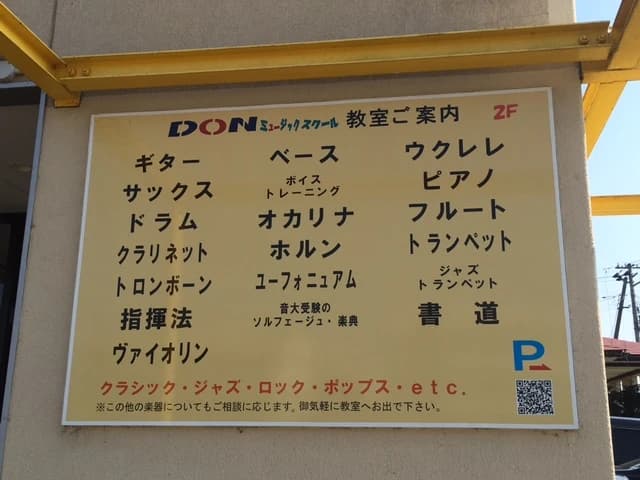 DON ミュージックスクール 教室ご案内 2F
ギター ベース ウクレレ
サックス ボイス トレーニング ピアノ
ドラム オカリナ フルート
クラリネット ホルン トランペット
トロンボーン ユーフォニュアム ジャズ トランペット
指揮法 音大受験の ソルフェージュ・楽典 書道
ヴァイオリン
P
クラシック・ジャズ・ロック・ポップス・etc.
※この他の楽器についてもご相談に応じます。御気軽に教室へお出で下さい。